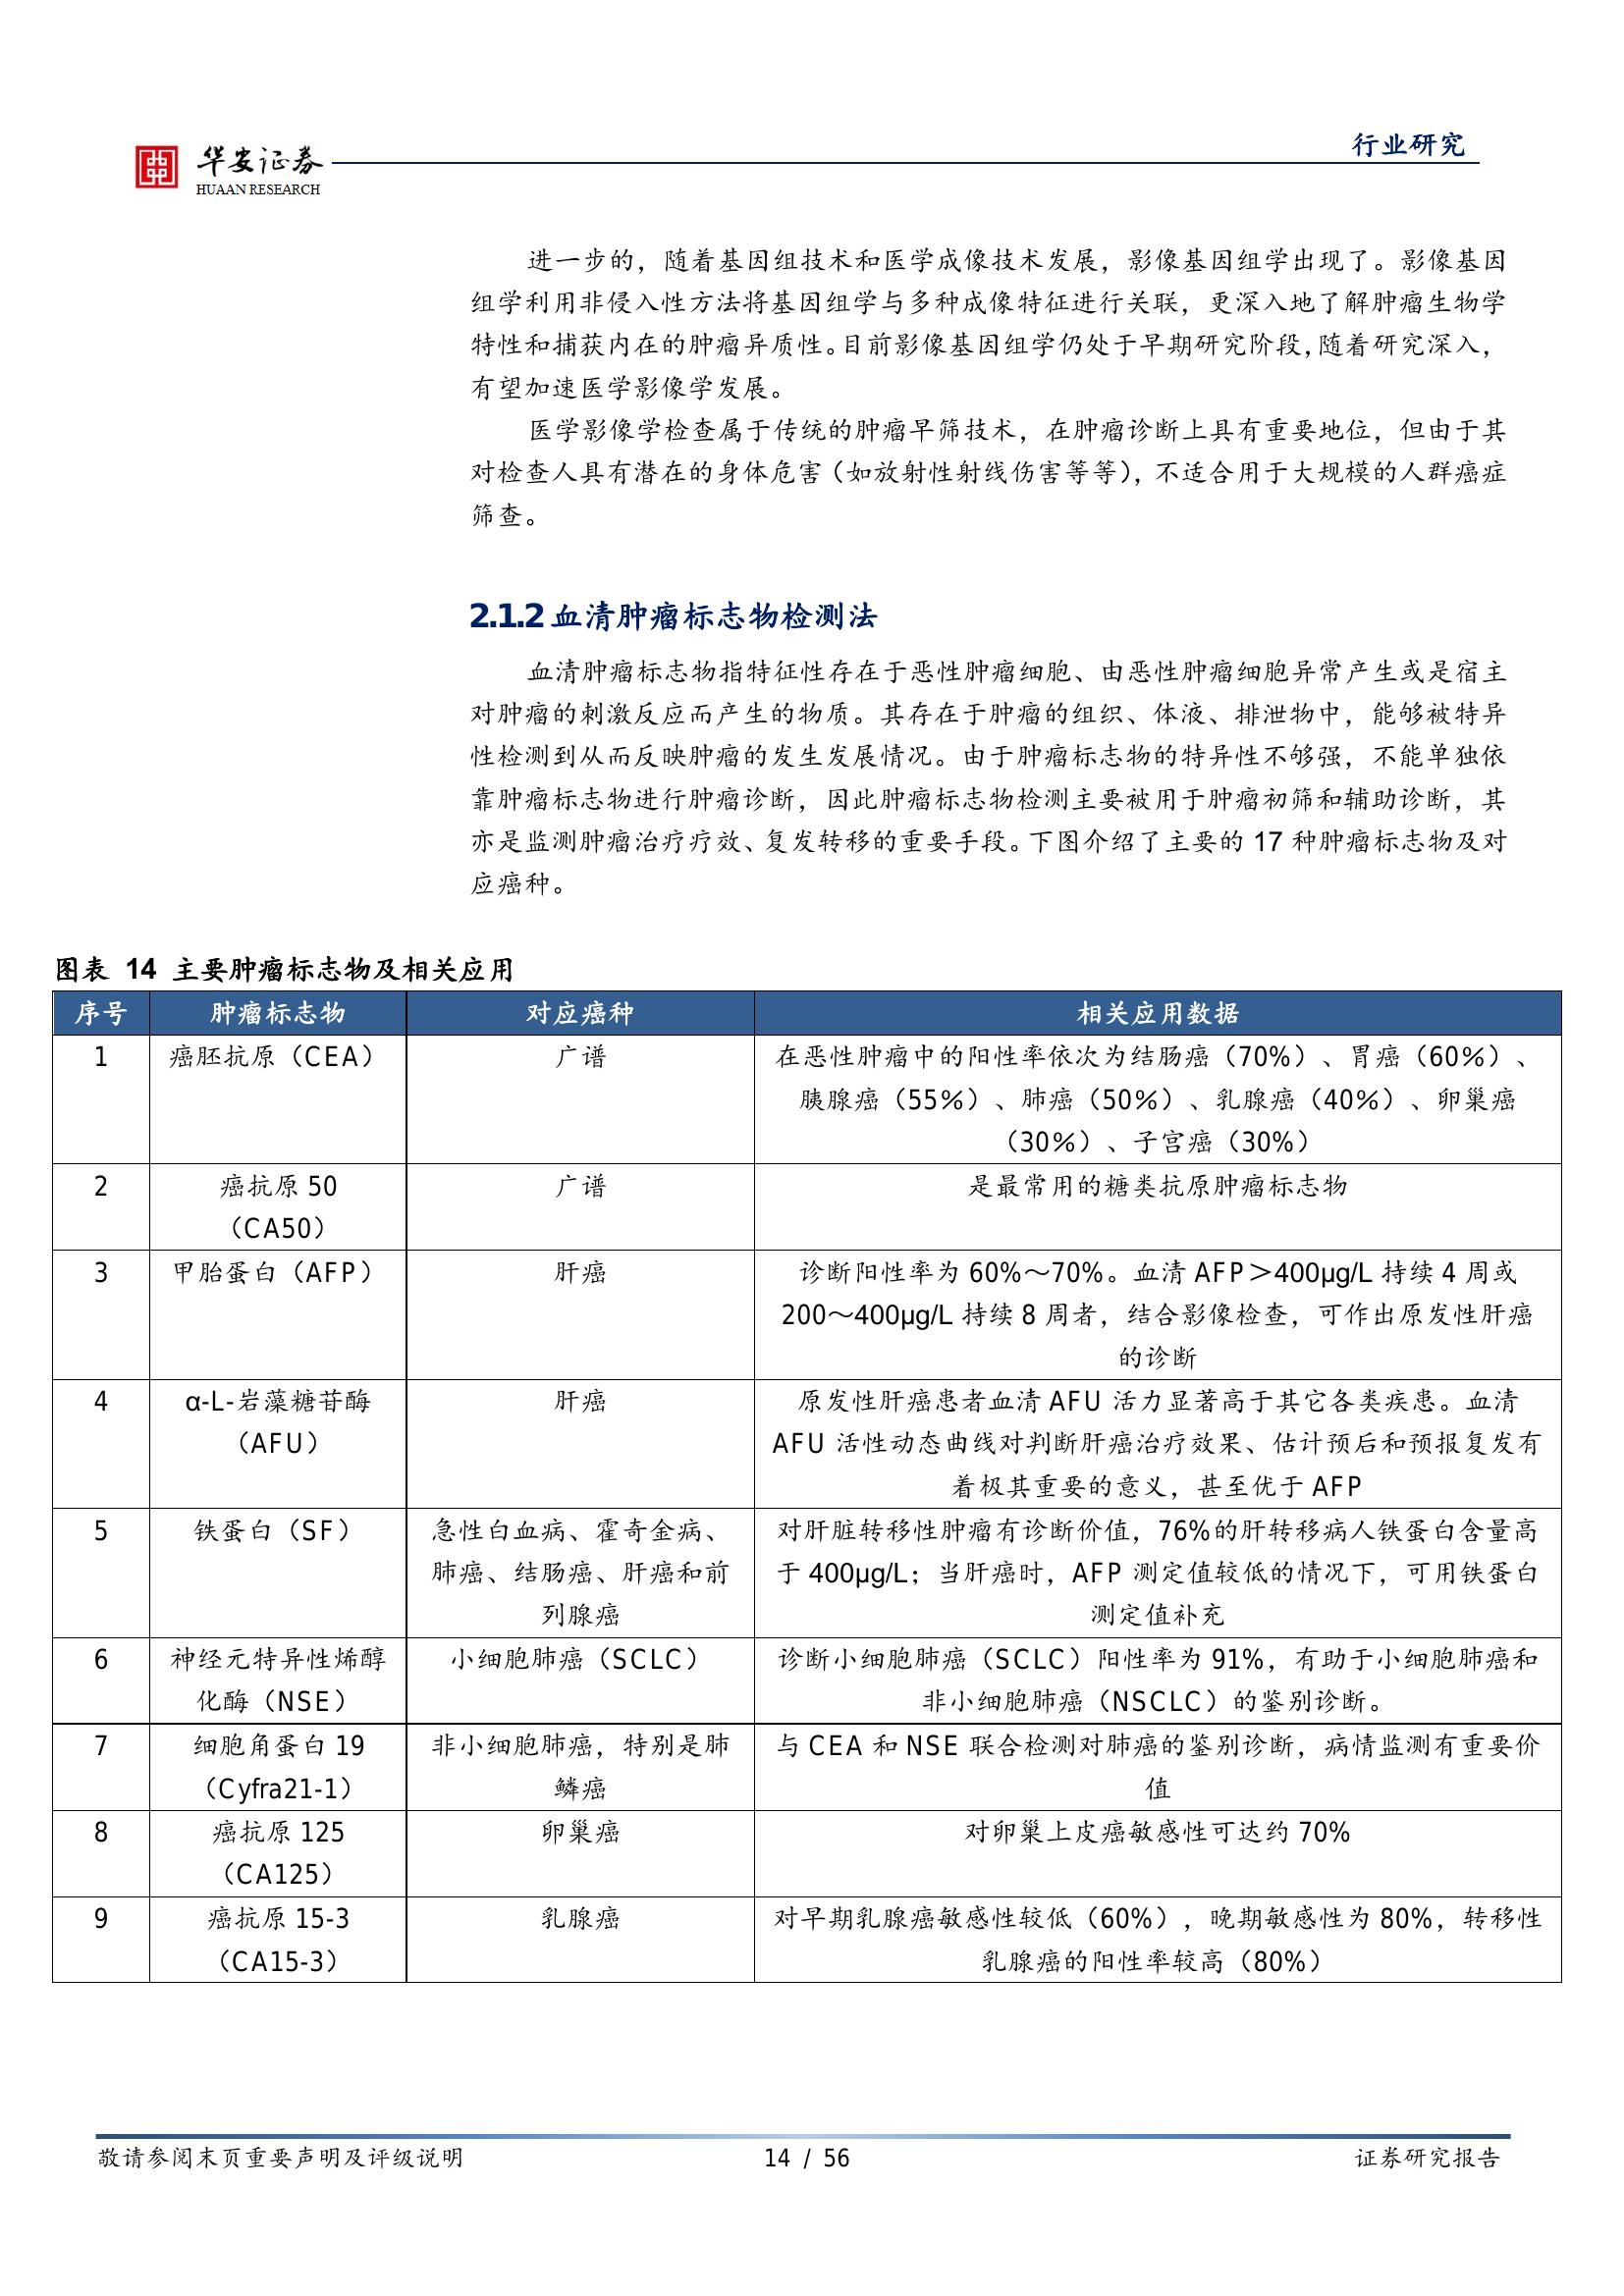 华安证券
HUAAN RESEARCH
行业研究
进一步的，随着基因组技术和医学成像技术发展，影像基因组学出现了。影像基因
组学利用非侵入性方法将基因组学与多种成像特征进行关联，更深入地了解肿瘤生物学
特性和捕获内在的肿瘤异质性。目前影像基因组学仍处于早期研究阶段，随着研究深入，
有望加速医学影像学发展。
医学影像学检查属于传统的肿瘤早筛技术，在肿瘤诊断上具有重要地位，但由于其
对检查人具有潜在的身体危害（如放射性射线伤害等等），不适合用于大规模的人群癌症
筛查。
2.1.2 血清肿瘤标志物检测法
血清肿瘤标志物指特征性存在于恶性肿瘤细胞、由恶性肿瘤细胞异常产生或是宿主
对肿瘤的刺激反应而产生的物质。其存在于肿瘤的组织、体液、排泄物中，能够被特异
性检测到从而反映肿瘤的发生发展情况。由于肿瘤标志物的特异性不够强，不能单独依
靠肿瘤标志物进行肿瘤诊断，因此肿瘤标志物检测主要被用于肿瘤初筛和辅助诊断，其
亦是监测肿瘤治疗疗效、复发转移的重要手段。下图介绍了主要的 17 种肿瘤标志物及对
应癌种。
图表 14 主要肿瘤标志物及相关应用
序号 肿瘤标志物 对应癌种 相关应用数据
1 癌胚抗原（CEA） 广谱 在恶性肿瘤中的阳性率依次为结肠癌（70%）、胃癌（60%）、
胰腺癌（55%）、肺癌（50%）、乳腺癌（40%）、卵巢癌
（30%）、子宫癌（30%）
2 癌抗原 50 广谱 是最常用的糖类抗原肿瘤标志物
（CA50）
3 甲胎蛋白（AFP） 肝癌 诊断阳性率为 60%～70%。血清 AFP＞400μg/L 持续 4 周或
200～400μg/L 持续 8 周者，结合影像检查，可作出原发性肝癌
的诊断
4 α-L-岩藻糖苷酶 肝癌 原发性肝癌患者血清 AFU 活力显著高于其它各类疾患。血清
（AFU） AFU 活性动态曲线对判断肝癌治疗效果、估计预后和预报复发有
着极其重要的意义，甚至优于 AFP
5 铁蛋白（SF） 急性白血病、霍奇金病、 对肝脏转移性肿瘤有诊断价值，76%的肝转移病人铁蛋白含量高
肺癌、结肠癌、肝癌和前 于 400μg/L；当肝癌时，AFP 测定值较低的情况下，可用铁蛋白
列腺癌 测定值补充
6 神经元特异性烯醇 小细胞肺癌（SCLC） 诊断小细胞肺癌（SCLC）阳性率为 91%，有助于小细胞肺癌和
化酶（NSE） 非小细胞肺癌（NSCLC）的鉴别诊断。
7 细胞角蛋白 19 非小细胞肺癌，特别是肺 与 CEA 和 NSE 联合检测对肺癌的鉴别诊断，病情监测有重要价
（Cyfra21-1） 鳞癌 值
8 癌抗原 125 卵巢癌 对卵巢上皮癌敏感性可达约 70%
（CA125）
9 癌抗原 15-3 乳腺癌 对早期乳腺癌敏感性较低（60%），晚期敏感性为 80%，转移性
（CA15-3） 乳腺癌的阳性率较高（80%）
敬请参阅末页重要声明及评级说明 14 / 56 证券研究报告